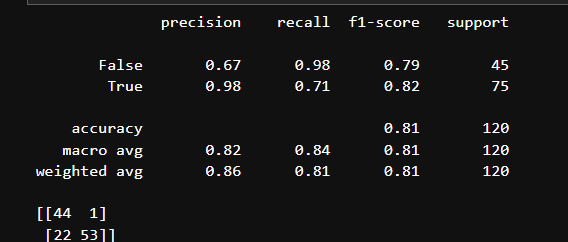 precision recall f1-score support
False 0.67 0.98 0.79 45
True 0.98 0.71 0.82 75
accuracy 0.81 120
macro avg 0.82 0.84 0.81 120
weighted avg 0.86 0.81 0.81 120
[[44 1]
[22 53]]